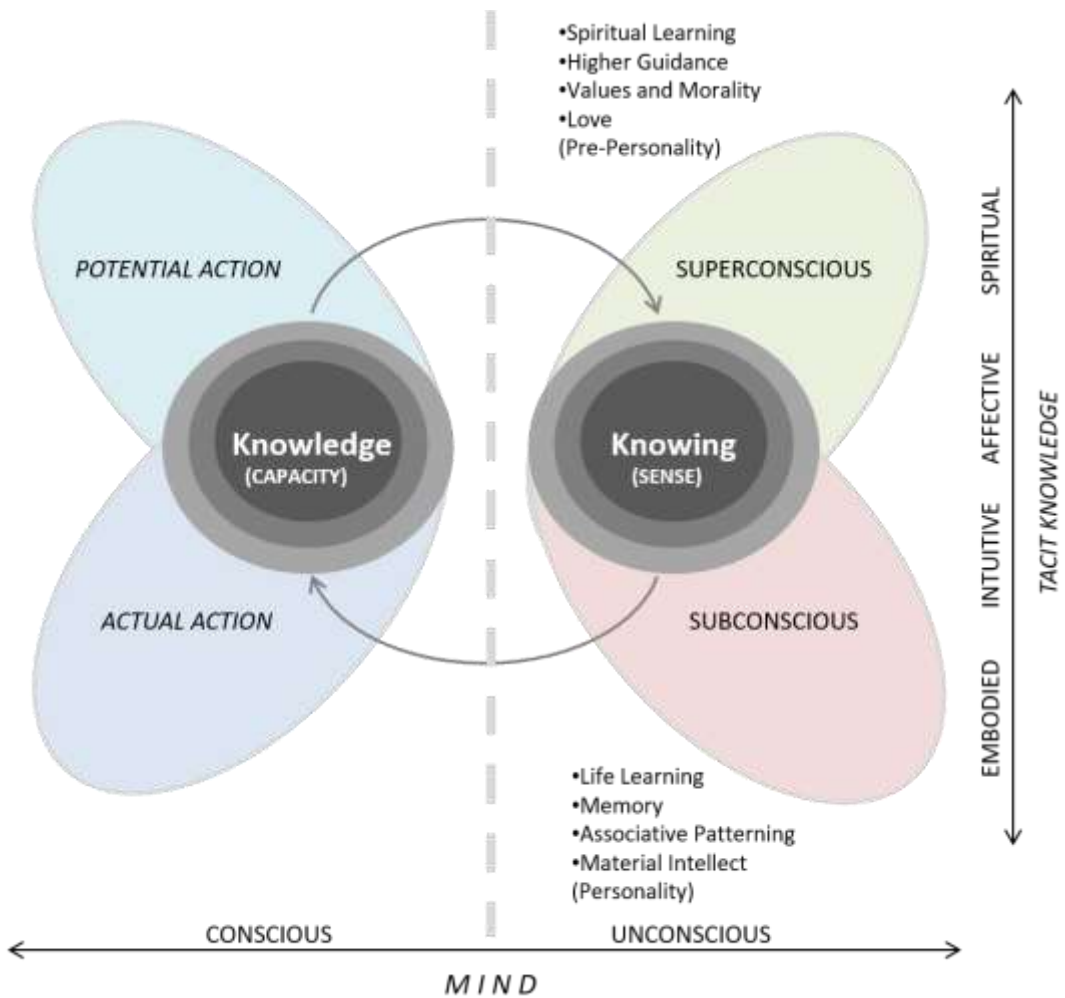 •Spiritual Learning
•Higher Guidance
•Values and Morality
•Love
(Pre-Personality)
POTENTIAL ACTION
SUPERCONSCIOUS
Knowledge
(CAPACITY)
Knowing
(SENSE)
ACTUAL ACTION
SUBCONSCIOUS
SPIRITUAL
AFFECTIVE
INTUITIVE
EMBODIED
TACIT KNOWLEDGE
•Life Learning
•Memory
•Associative Patterning
•Material Intellect
(Personality)
CONSCIOUS
UNCONSCIOUS
MIND